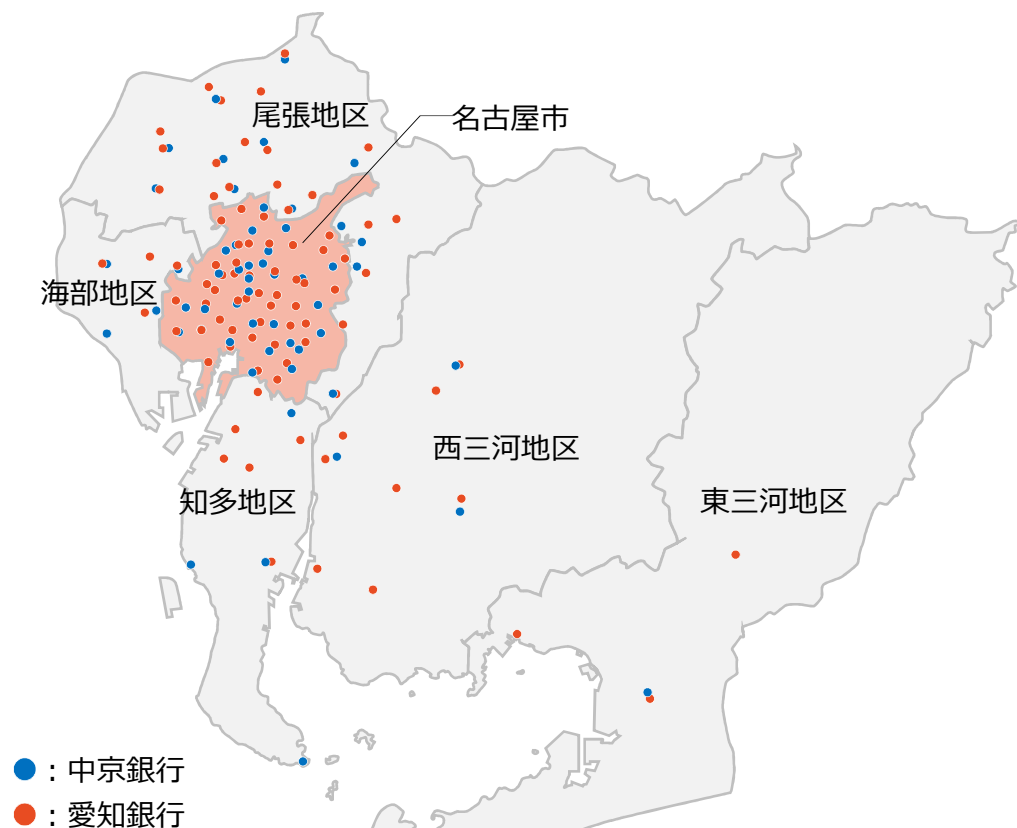 尾張地区
名古屋市
海部地区
西三河地区
知多地区
東三河地区
：中京銀行
：愛知銀行